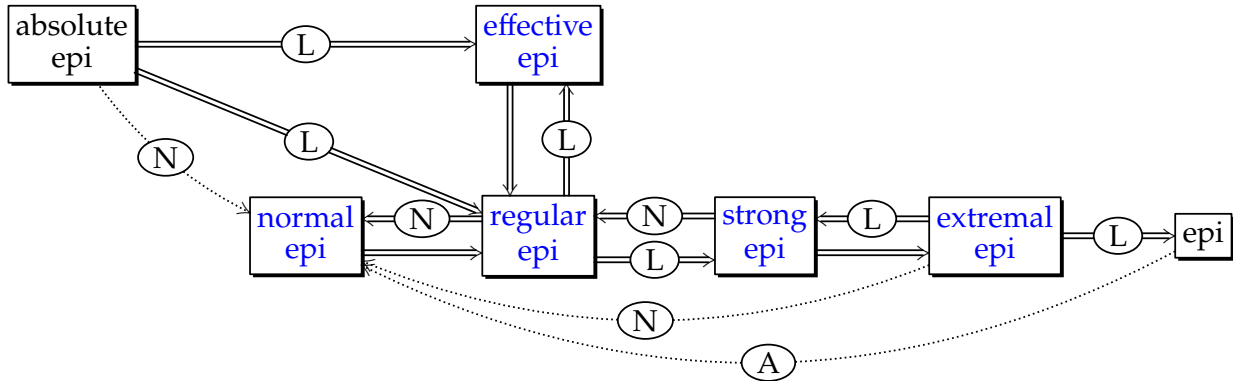 absolute
epi
L
effective
epi
L
L
N
normal
epi
N
regular
epi
N
L
strong
epi
L
extremal
epi
L
epi
N
A